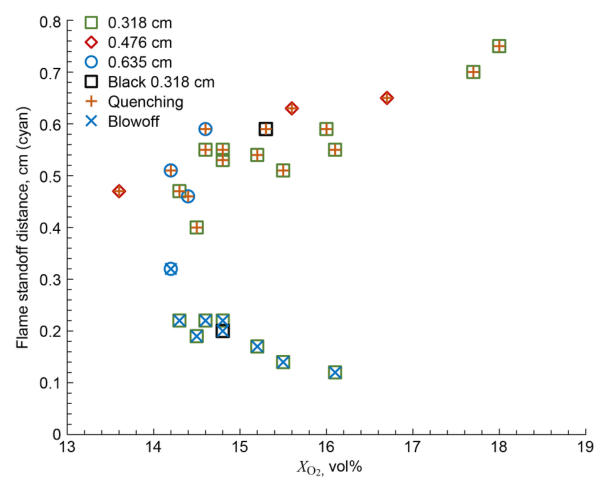 0.8
0.318 cm
0.476 cm
0.7
0.635 cm
Black 0.318 cm
Quenching
0.6
Blowoff
0.5
0.4
0.3
0.2
0.1
0
Flame standoff distance, cm (cyan)
13 14 15 16 17 18 19
X_O₂, vol%